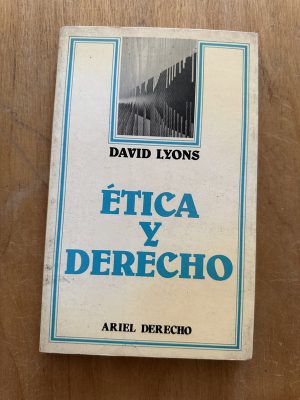 DAVID LYONS
ÉTICA
Y
DERECHO
ARIEL DERECHO